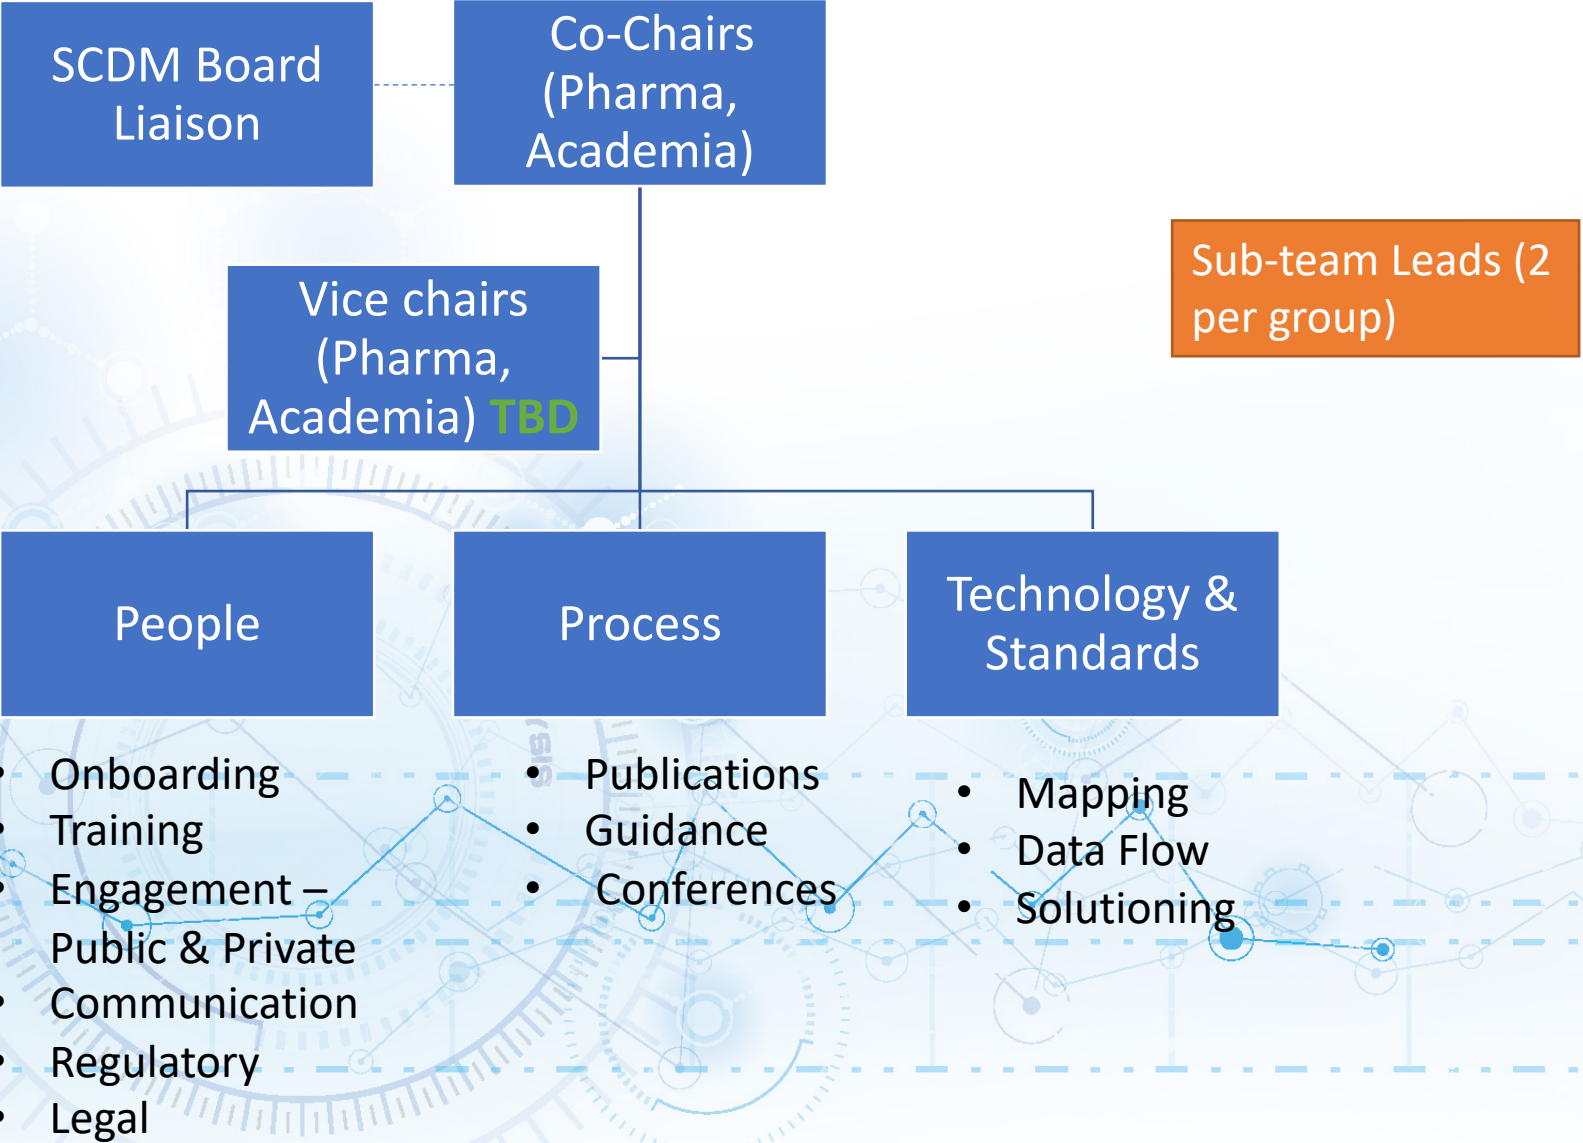 SCDM Board
Liaison
Co-Chairs
(Pharma,
Academia)
Sub-team Leads (2
per group)
Vice chairs
(Pharma,
Academia) TBD
People
Process
Technology &
Standards
• Onboarding
• Training
• Engagement –
Public & Private
• Communication
• Regulatory
• Legal
• Publications
• Guidance
• Conferences
• Mapping
• Data Flow
• Solutioning